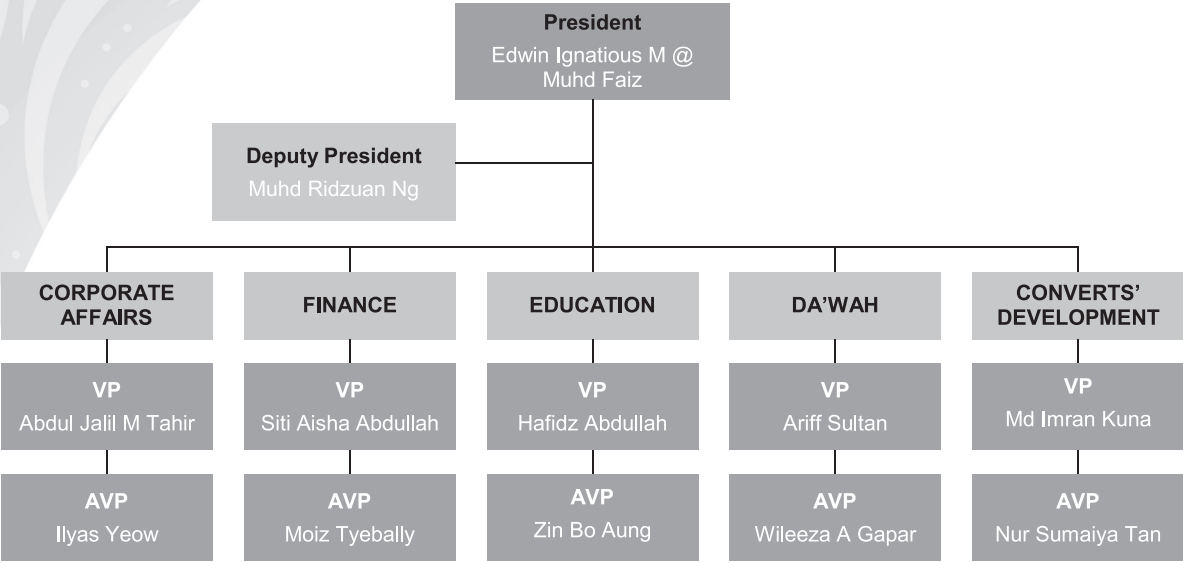 President
Edwin Ignatious M @
Muhd Faiz
Deputy President
Muhd Ridzuan Ng
CORPORATE
AFFAIRS
FINANCE
EDUCATION
DA’WAH
CONVERTS’
DEVELOPMENT
VP
Abdul Jalil M Tahir
VP
Siti Aisha Abdullah
VP
Hafidz Abdullah
VP
Ariff Sultan
VP
Md Imran Kuna
AVP
Ilyas Yeow
AVP
Moiz Tyebally
AVP
Zin Bo Aung
AVP
Wileeza A Gapar
AVP
Nur Sumaiya Tan